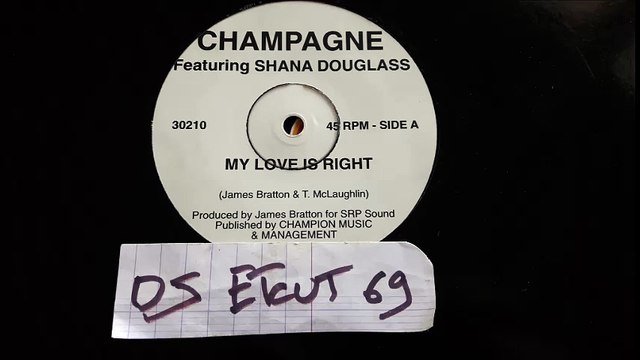 CHAMPAGNE
Featuring SHANA DOUGLASS
30210
45 RPM - SIDE A
MY LOVE IS RIGHT
(James Bratton & T. McLaughlin)
Produced by James Bratton for SRP Sound
Published by CHAMPION MUSIC
& MANAGEMENT
DS EKUT 69